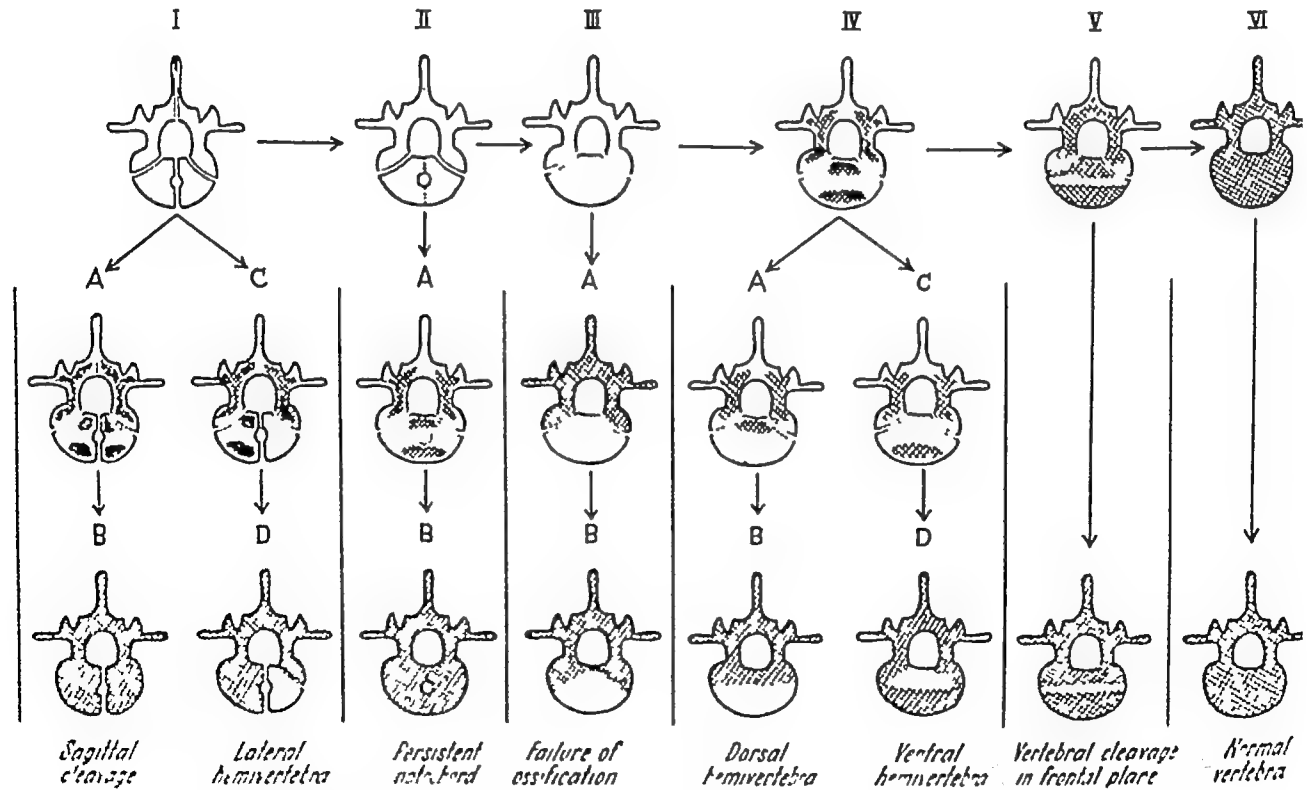 I II III IV V VI
A C A A A C
B D B B B D
Sagittal cleavage
Lateral hemivertebra
Persistent notochord
Failure of ossification
Dorsal hemivertebra
Ventral hemivertebra
Vertebral cleavage in frontal plane
Normal vertebra